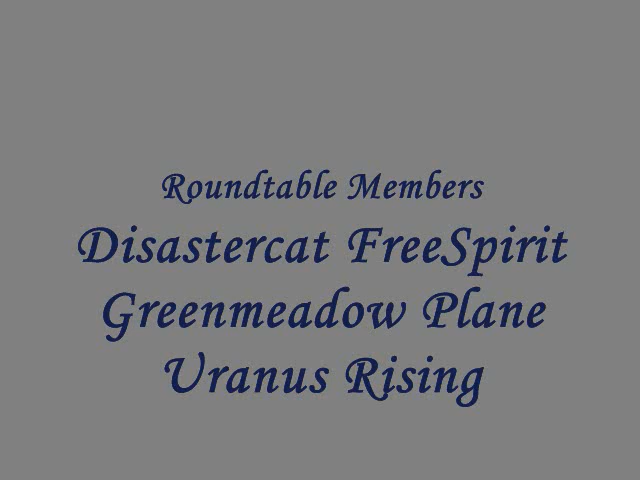 Roundtable Members
Disastercat FreeSpirit
Greenmeadow Plane
Uranus Rising